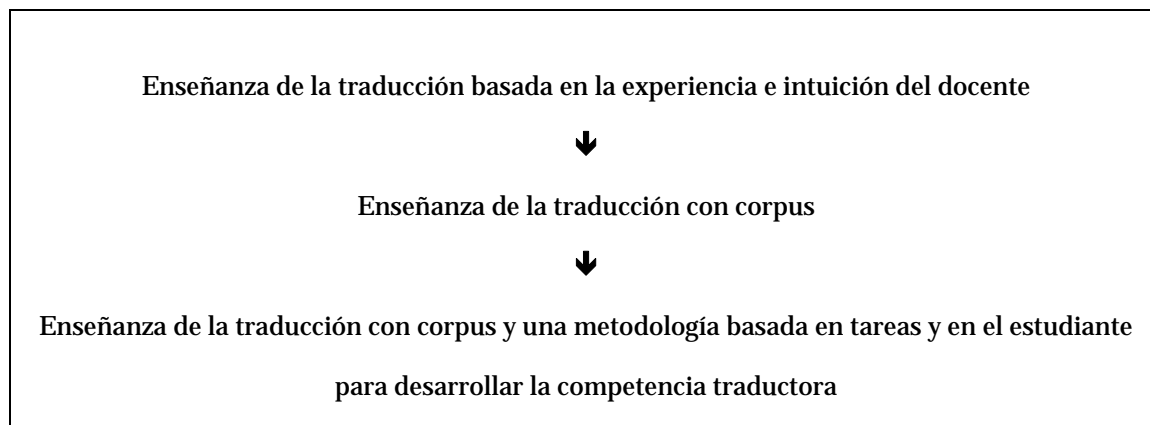 Enseñanza de la traducción basada en la experiencia e intuición del docente
Enseñanza de la traducción con corpus
Enseñanza de la traducción con corpus y una metodología basada en tareas y en el estudiante
para desarrollar la competencia traductora